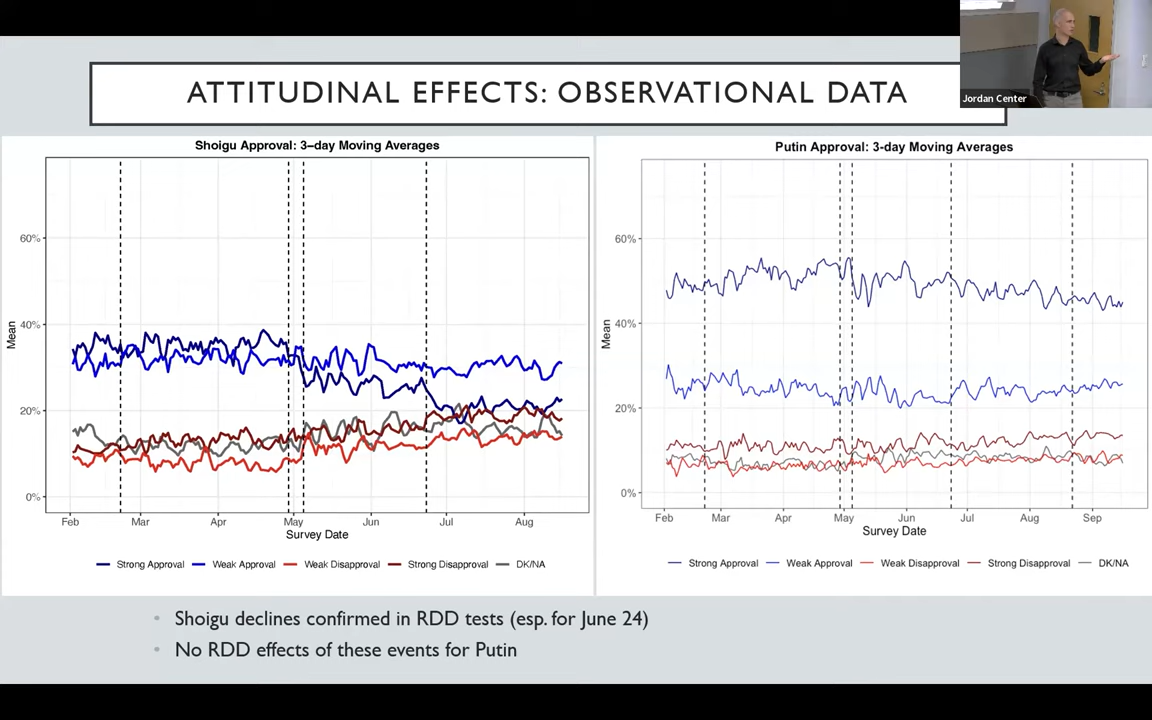 ATTITUDINAL EFFECTS: OBSERVATIONAL DATA
Jordan Center
Shoigu Approval: 3–day Moving Averages
60%
40%
20%
0%
Mean
Feb Mar Apr May Jun Jul Aug
Survey Date
Strong Approval Weak Approval Weak Disapproval Strong Disapproval DK/NA
Putin Approval: 3-day Moving Averages
60%
40%
20%
0%
Mean
Feb Mar Apr May Jun Jul Aug Sep
Survey Date
Strong Approval Weak Approval Weak Disapproval Strong Disapproval DK/NA
• Shoigu declines confirmed in RDD tests (esp. for June 24)
• No RDD effects of these events for Putin